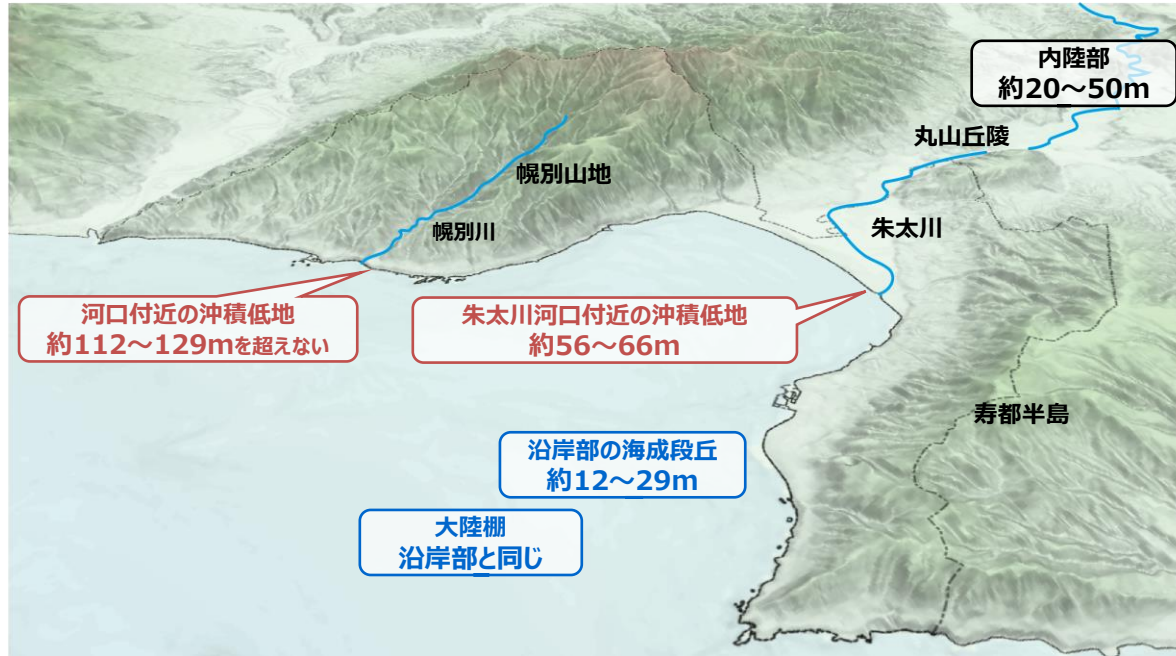 内陸部
約20～50m
丸山丘陵
幌別山地
朱太川
幌別川
河口付近の沖積低地
約112～129mを超えない
朱太川河口付近の沖積低地
約56～66m
寿都半島
沿岸部の海成段丘
約12～29m
大陸棚
沿岸部と同じ